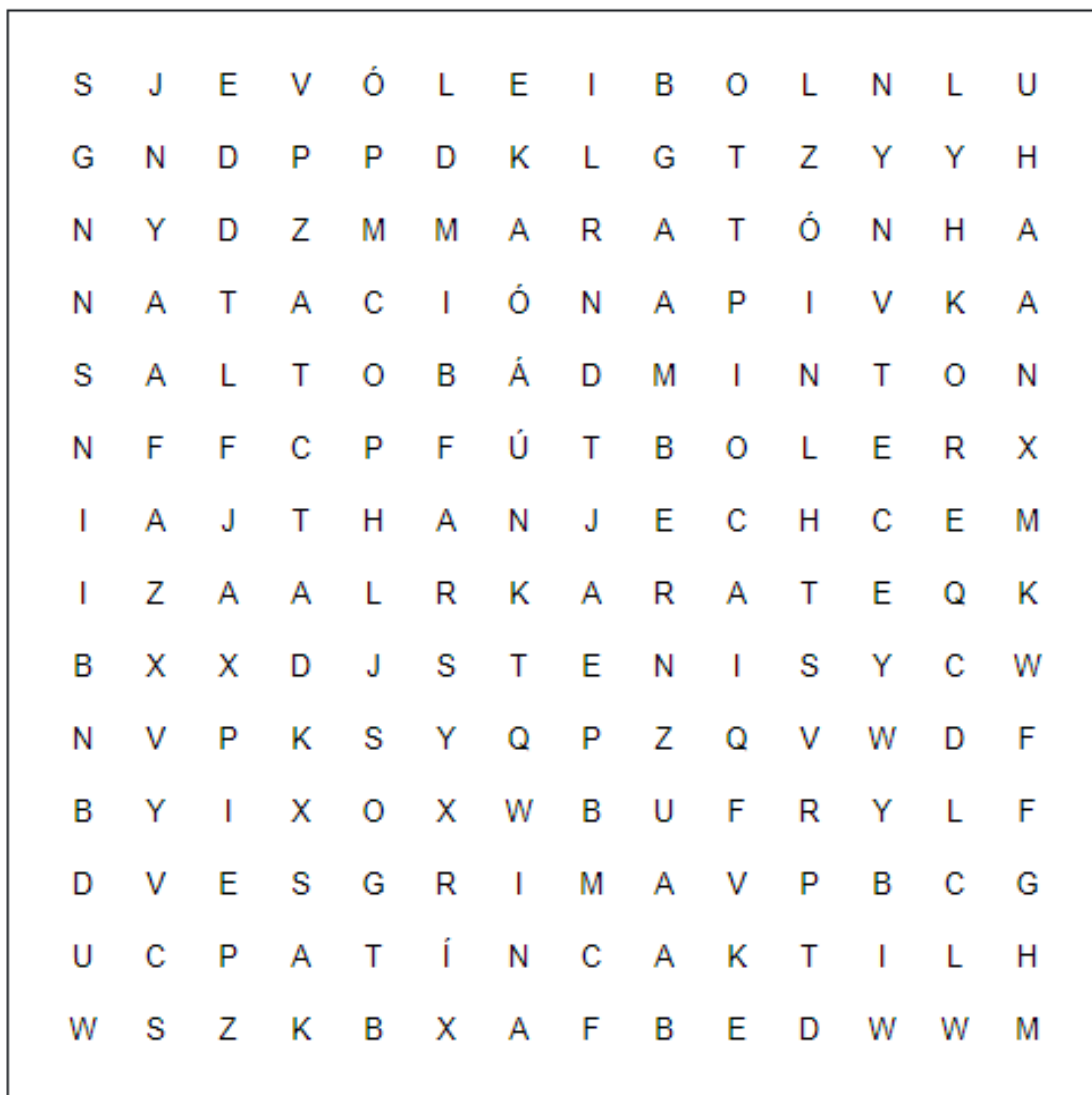 S J E V Ó L E I B O L N L U
G N D P P D K L G T Z Y Y H
N Y D Z M M A R A T Ó N H A
N A T A C I Ó N A P I V K A
S A L T O B Á D M I N T O N
N F F C P F Ú T B O L E R X
I A J T H A N J E C H C E M
I Z A A L R K A R A T E Q K
B X X D J S T E N I S Y C W
N V P K S Y Q P Z Q V W D F
B Y I X O X W B U F R Y L F
D V E S G R I M A V P B C G
U C P A T Í N C A K T I L H
W S Z K B X A F B E D W W M